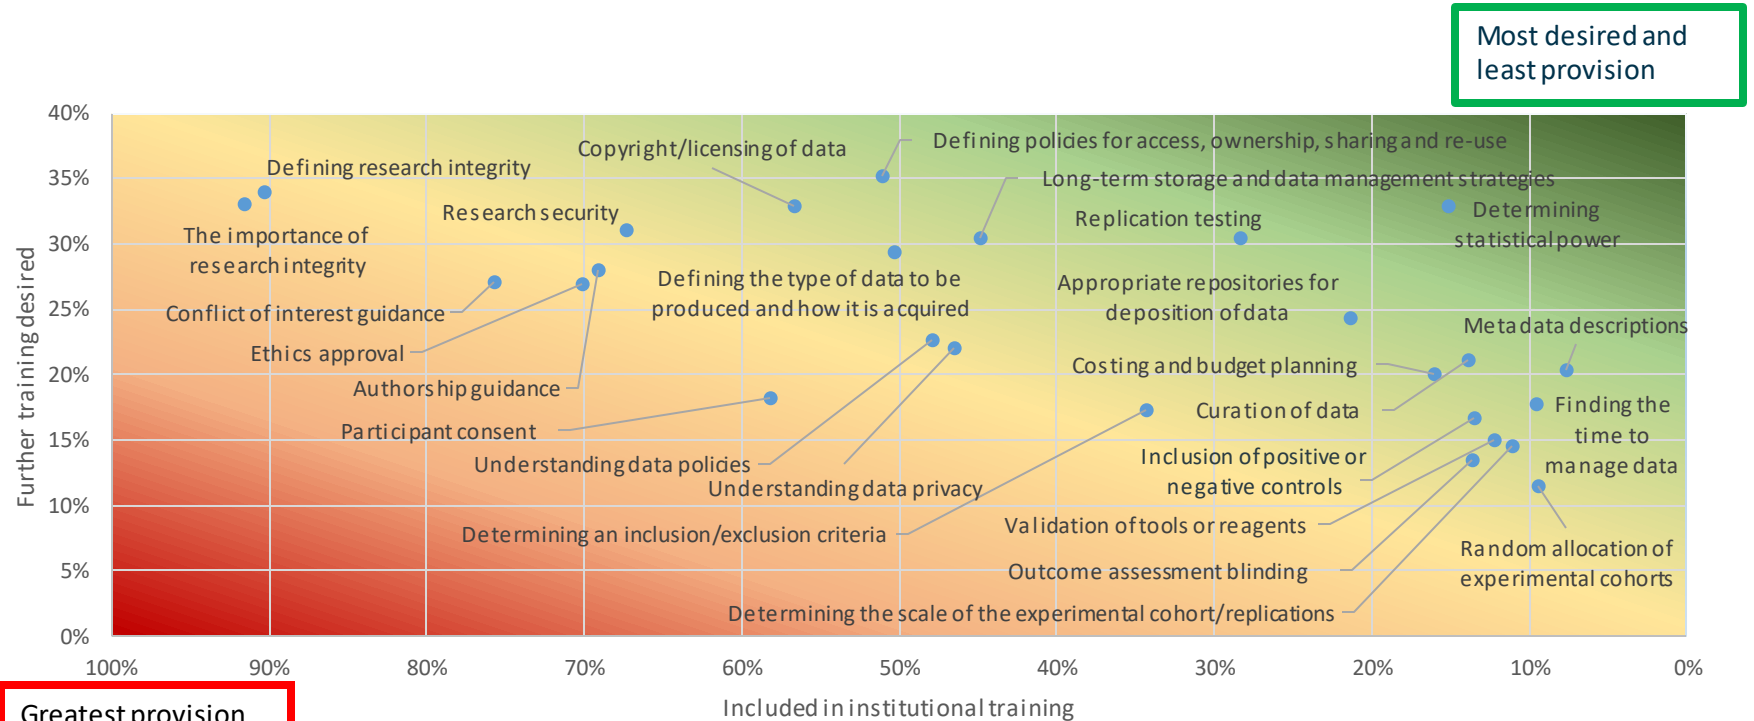 Most desired and
least provision
40%
35%
30%
25%
20%
15%
10%
5%
0%
Further training desired
Defining research integrity
Copyright/licensing of data
Defining policies for access, ownership, sharing and re-use
Long-term storage and data management strategies
Research security
Replication testing
Determining
statistical power
The importance of
research integrity
Defining the type of data to be
produced and how it is acquired
Appropriate repositories for
deposition of data
Conflict of interest guidance
Metadata descriptions
Ethics approval
Costing and budget planning
Authorship guidance
Curation of data
Finding the
time to
manage data
Participant consent
Understanding data policies
Inclusion of positive or
negative controls
Understanding data privacy
Determining an inclusion/exclusion criteria
Validation of tools or reagents
Random allocation of
experimental cohorts
Outcome assessment blinding
Determining the scale of the experimental cohort/replications
100%
90%
80%
70%
60%
50%
40%
30%
20%
10%
0%
Included in institutional training
Greatest provision